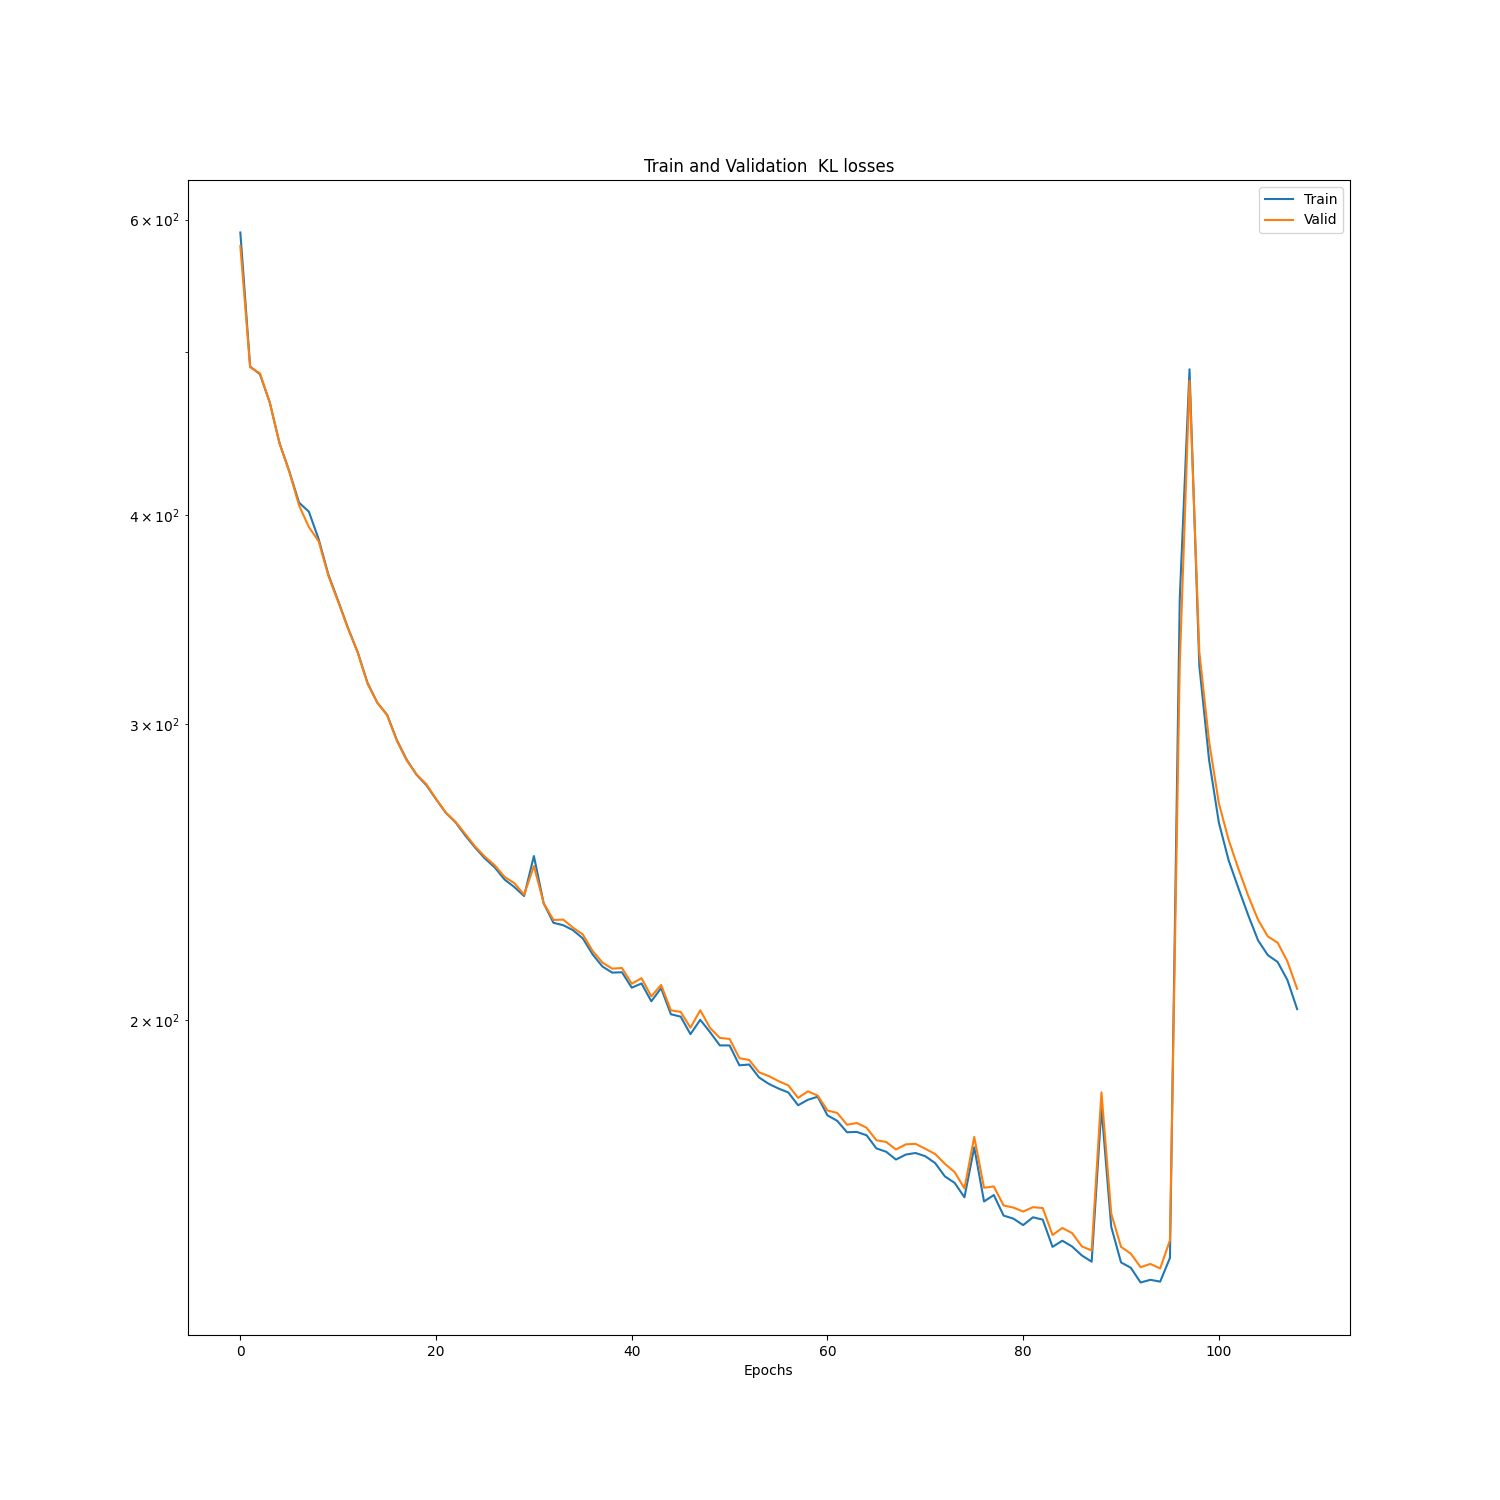 Train and Validation  KL losses
Train
Valid
6 × 10²
4 × 10²
3 × 10²
2 × 10²
0 20 40 60 80 100
Epochs